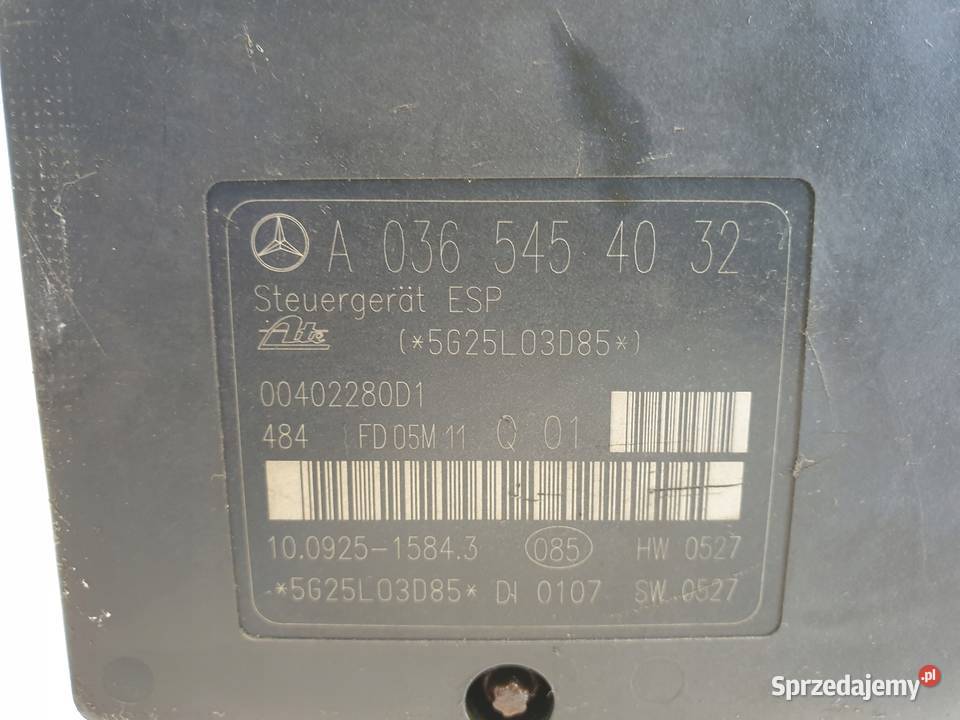 A 036 545 40 32
Steuergerät ESP
Ate (*5G25L03D85*)
00402280D1
484 FD 05M 11 Q 01
10.0925-1584.3 085 HW 0527
*5G25L03D85* D4 0107 SW 0527
Sprzedajemy.pl